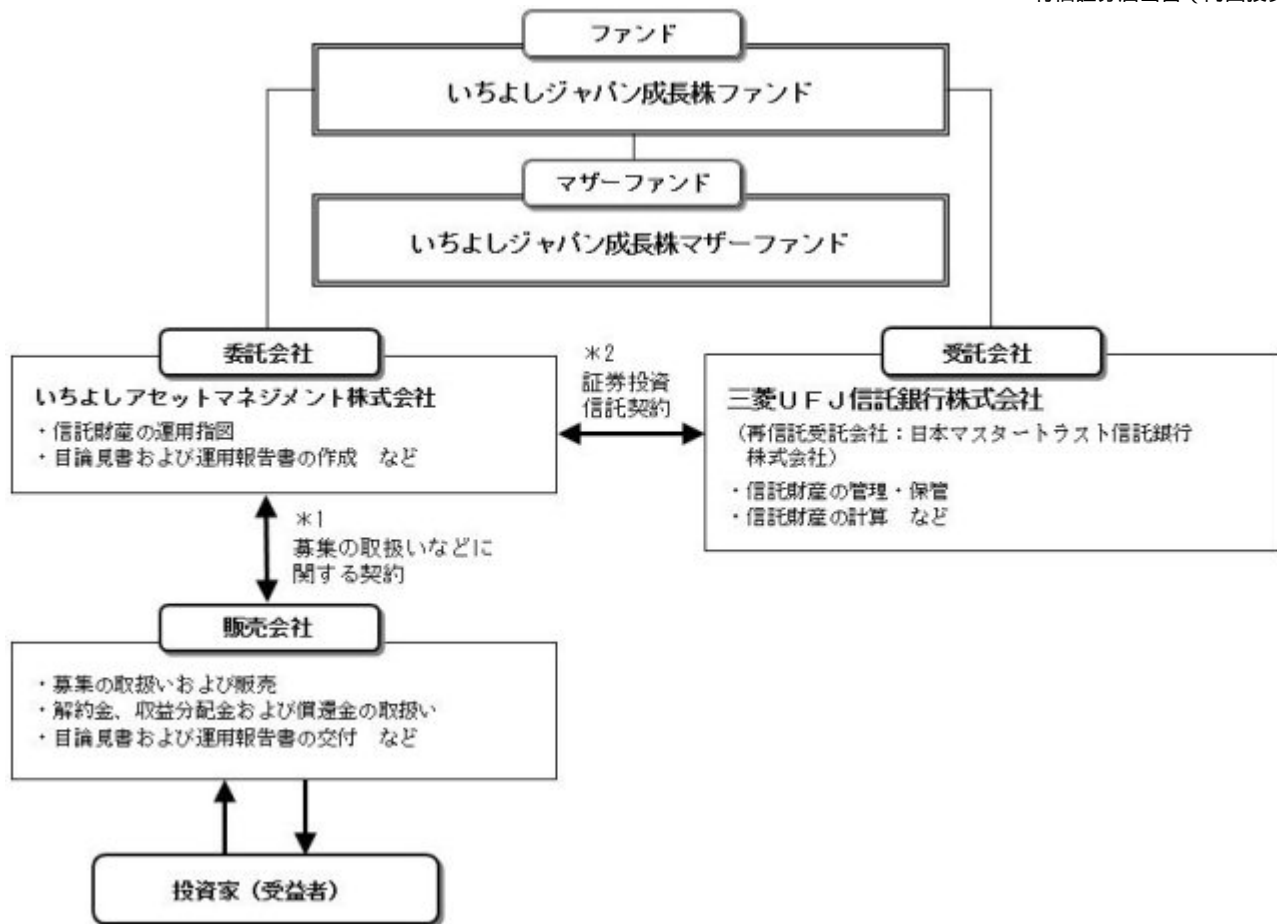 ファンド
いちよしジャパン成長株ファンド
マザーファンド
いちよしジャパン成長株マザーファンド
委託会社
いちよしアセットマネジメント株式会社
・信託財産の運用指図
・目論見書および運用報告書の作成　など
＊2
証券投資
信託契約
受託会社
三菱ＵＦＪ信託銀行株式会社
（再信託受託会社：日本マスタートラスト信託銀行
株式会社）
・信託財産の管理・保管
・信託財産の計算　など
＊1
募集の取扱いなどに
関する契約
販売会社
・募集の取扱いおよび販売
・解約金、収益分配金および償還金の取扱い
・目論見書および運用報告書の交付　など
投資家（受益者）